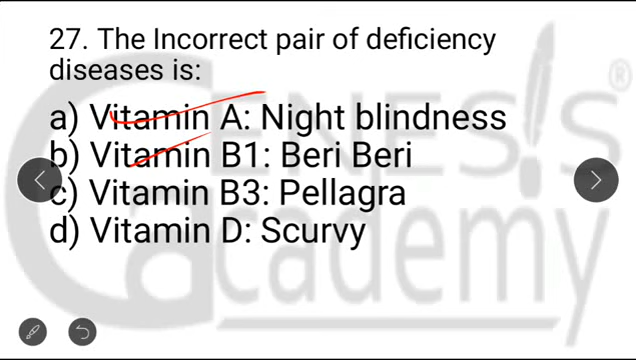 27. The Incorrect pair of deficiency
diseases is:
a) Vitamin A: Night blindness
b) Vitamin B1: Beri Beri
c) Vitamin B3: Pellagra
d) Vitamin D: Scurvy
GENESIS ®
academy